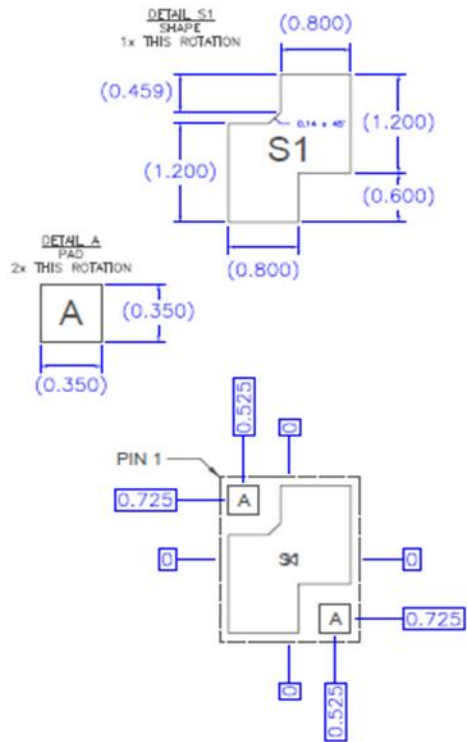 DETAIL S1
SHAPE
1x THIS ROTATION
(0.800)
(0.459)
0.14 x 45°
(1.200)
S1
(1.200)
(0.600)
(0.800)
DETAIL A
PAD
2x THIS ROTATION
A
(0.350)
(0.350)
0.525
0
PIN 1
0.725
A
0
0
A
0.725
0
0.525